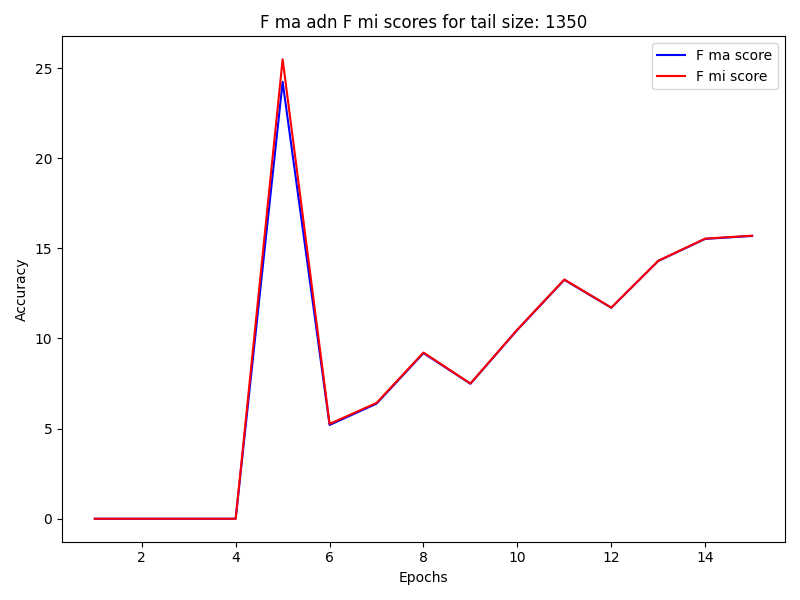 F ma adn F mi scores for tail size: 1350
F ma score
F mi score
25
20
15
10
5
0
Accuracy
2 4 6 8 10 12 14
Epochs